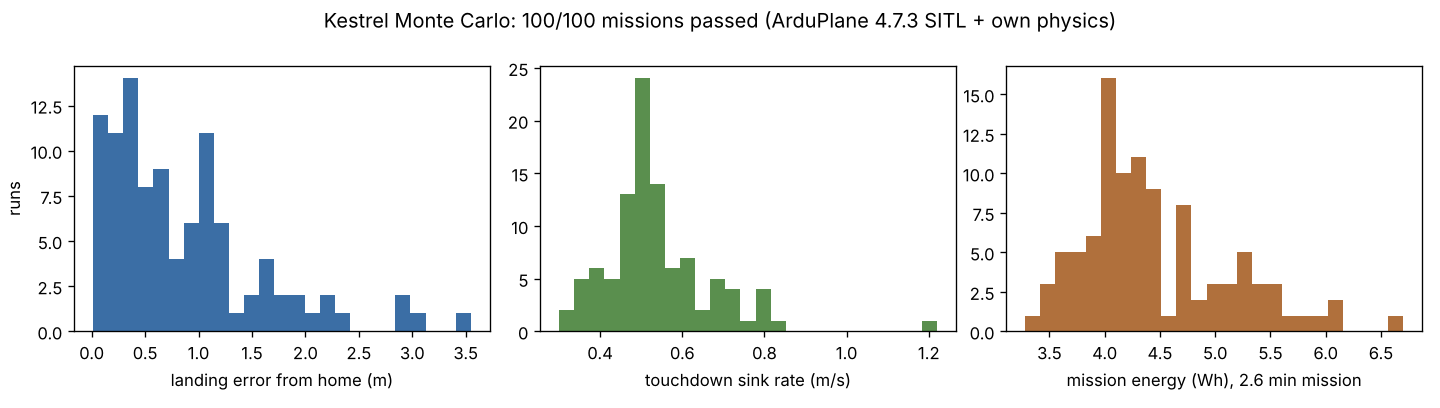 Kestrel Monte Carlo: 100/100 missions passed (ArduPlane 4.7.3 SITL + own physics)
runs
12.5
10.0
7.5
5.0
2.5
0.0
0.0 0.5 1.0 1.5 2.0 2.5 3.0 3.5
landing error from home (m)
25
20
15
10
5
0
0.4 0.6 0.8 1.0 1.2
touchdown sink rate (m/s)
15.0
12.5
10.0
7.5
5.0
2.5
0.0
3.5 4.0 4.5 5.0 5.5 6.0 6.5
mission energy (Wh), 2.6 min mission